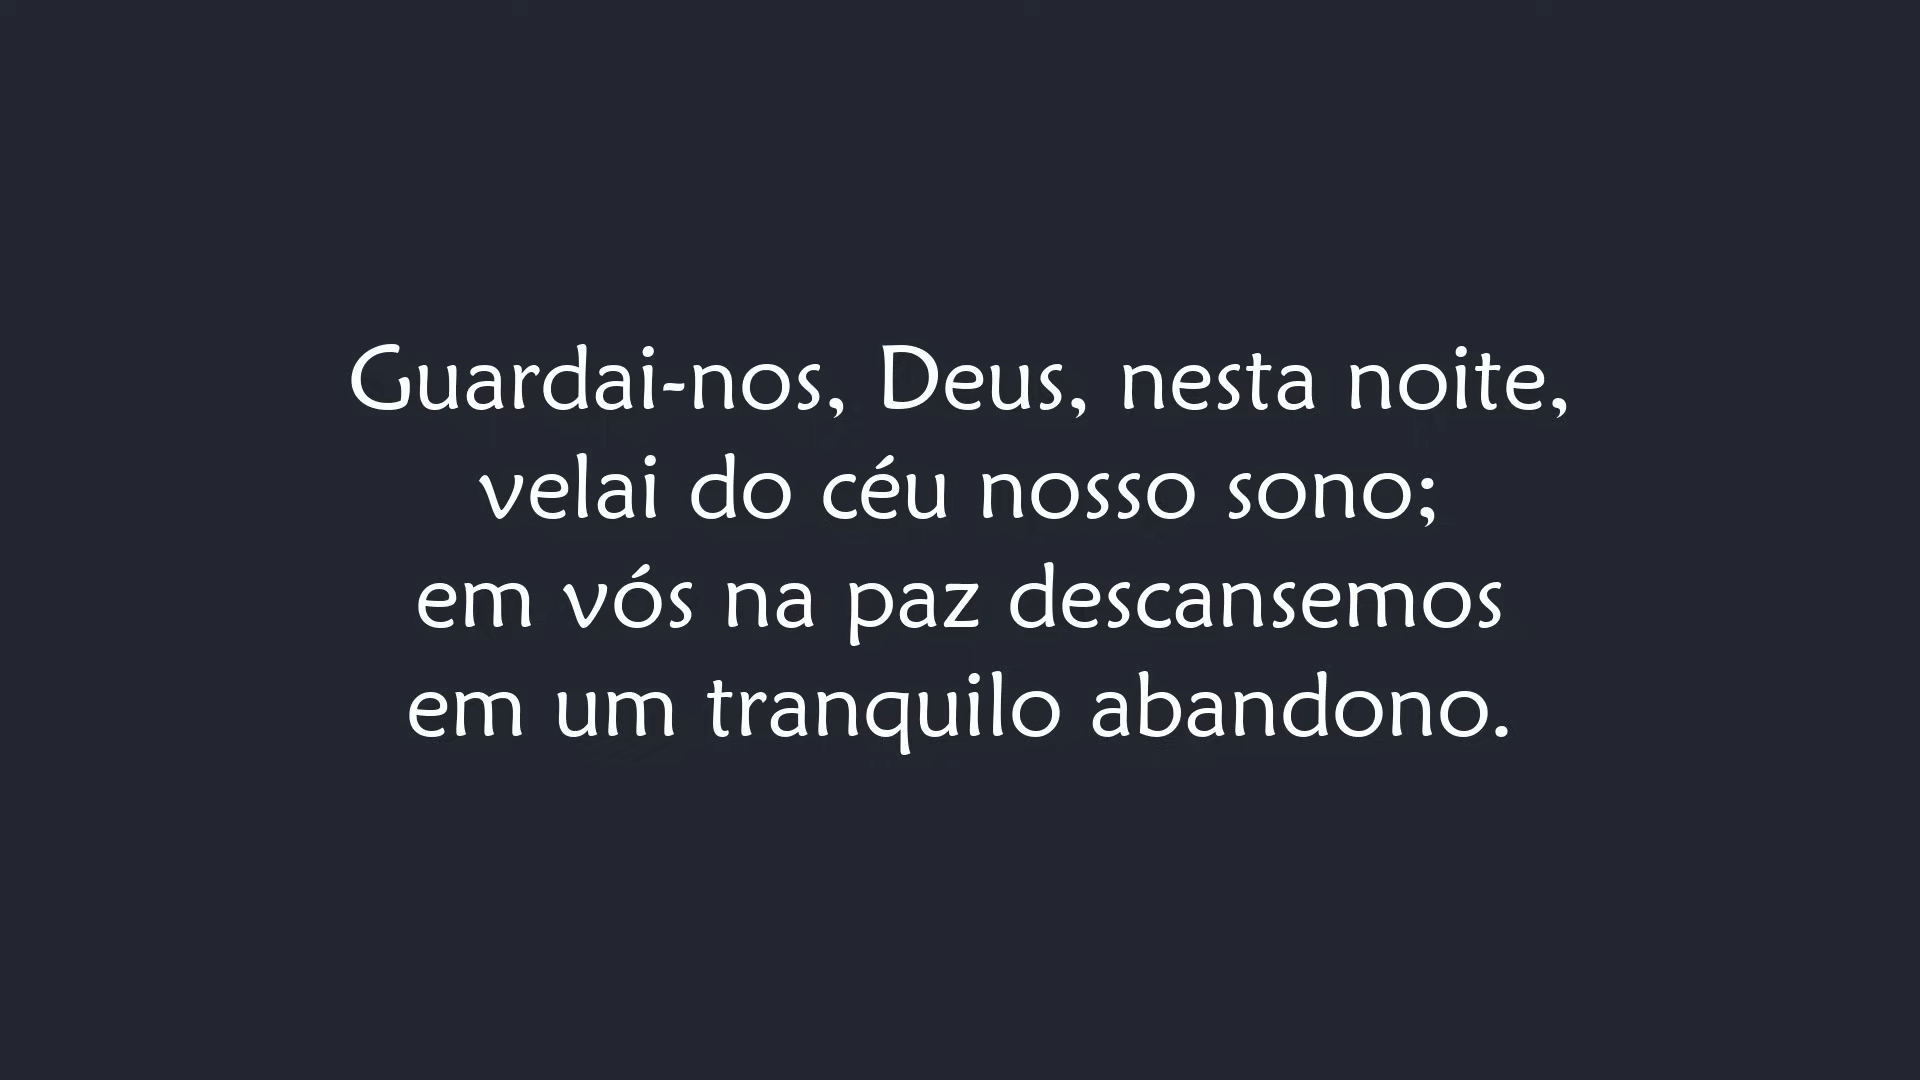 Guardai-nos, Deus, nesta noite,
velai do céu nosso sono;
em vós na paz descansemos
em um tranquilo abandono.